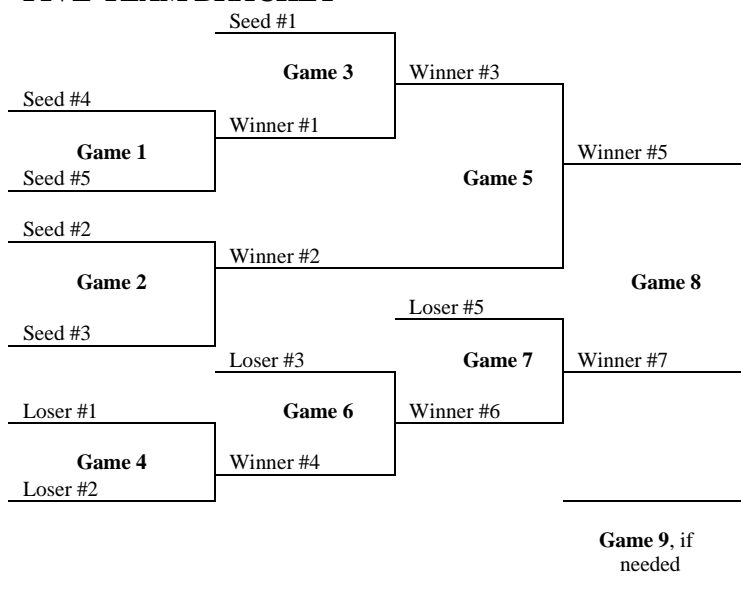 Seed #1
Game 3
Winner #3
Seed #4
Winner #1
Game 1
Winner #5
Seed #5
Game 5
Seed #2
Winner #2
Game 2
Game 8
Loser #5
Seed #3
Loser #3
Game 7
Winner #7
Loser #1
Game 6
Winner #6
Game 4
Winner #4
Loser #2
Game 9, if
needed